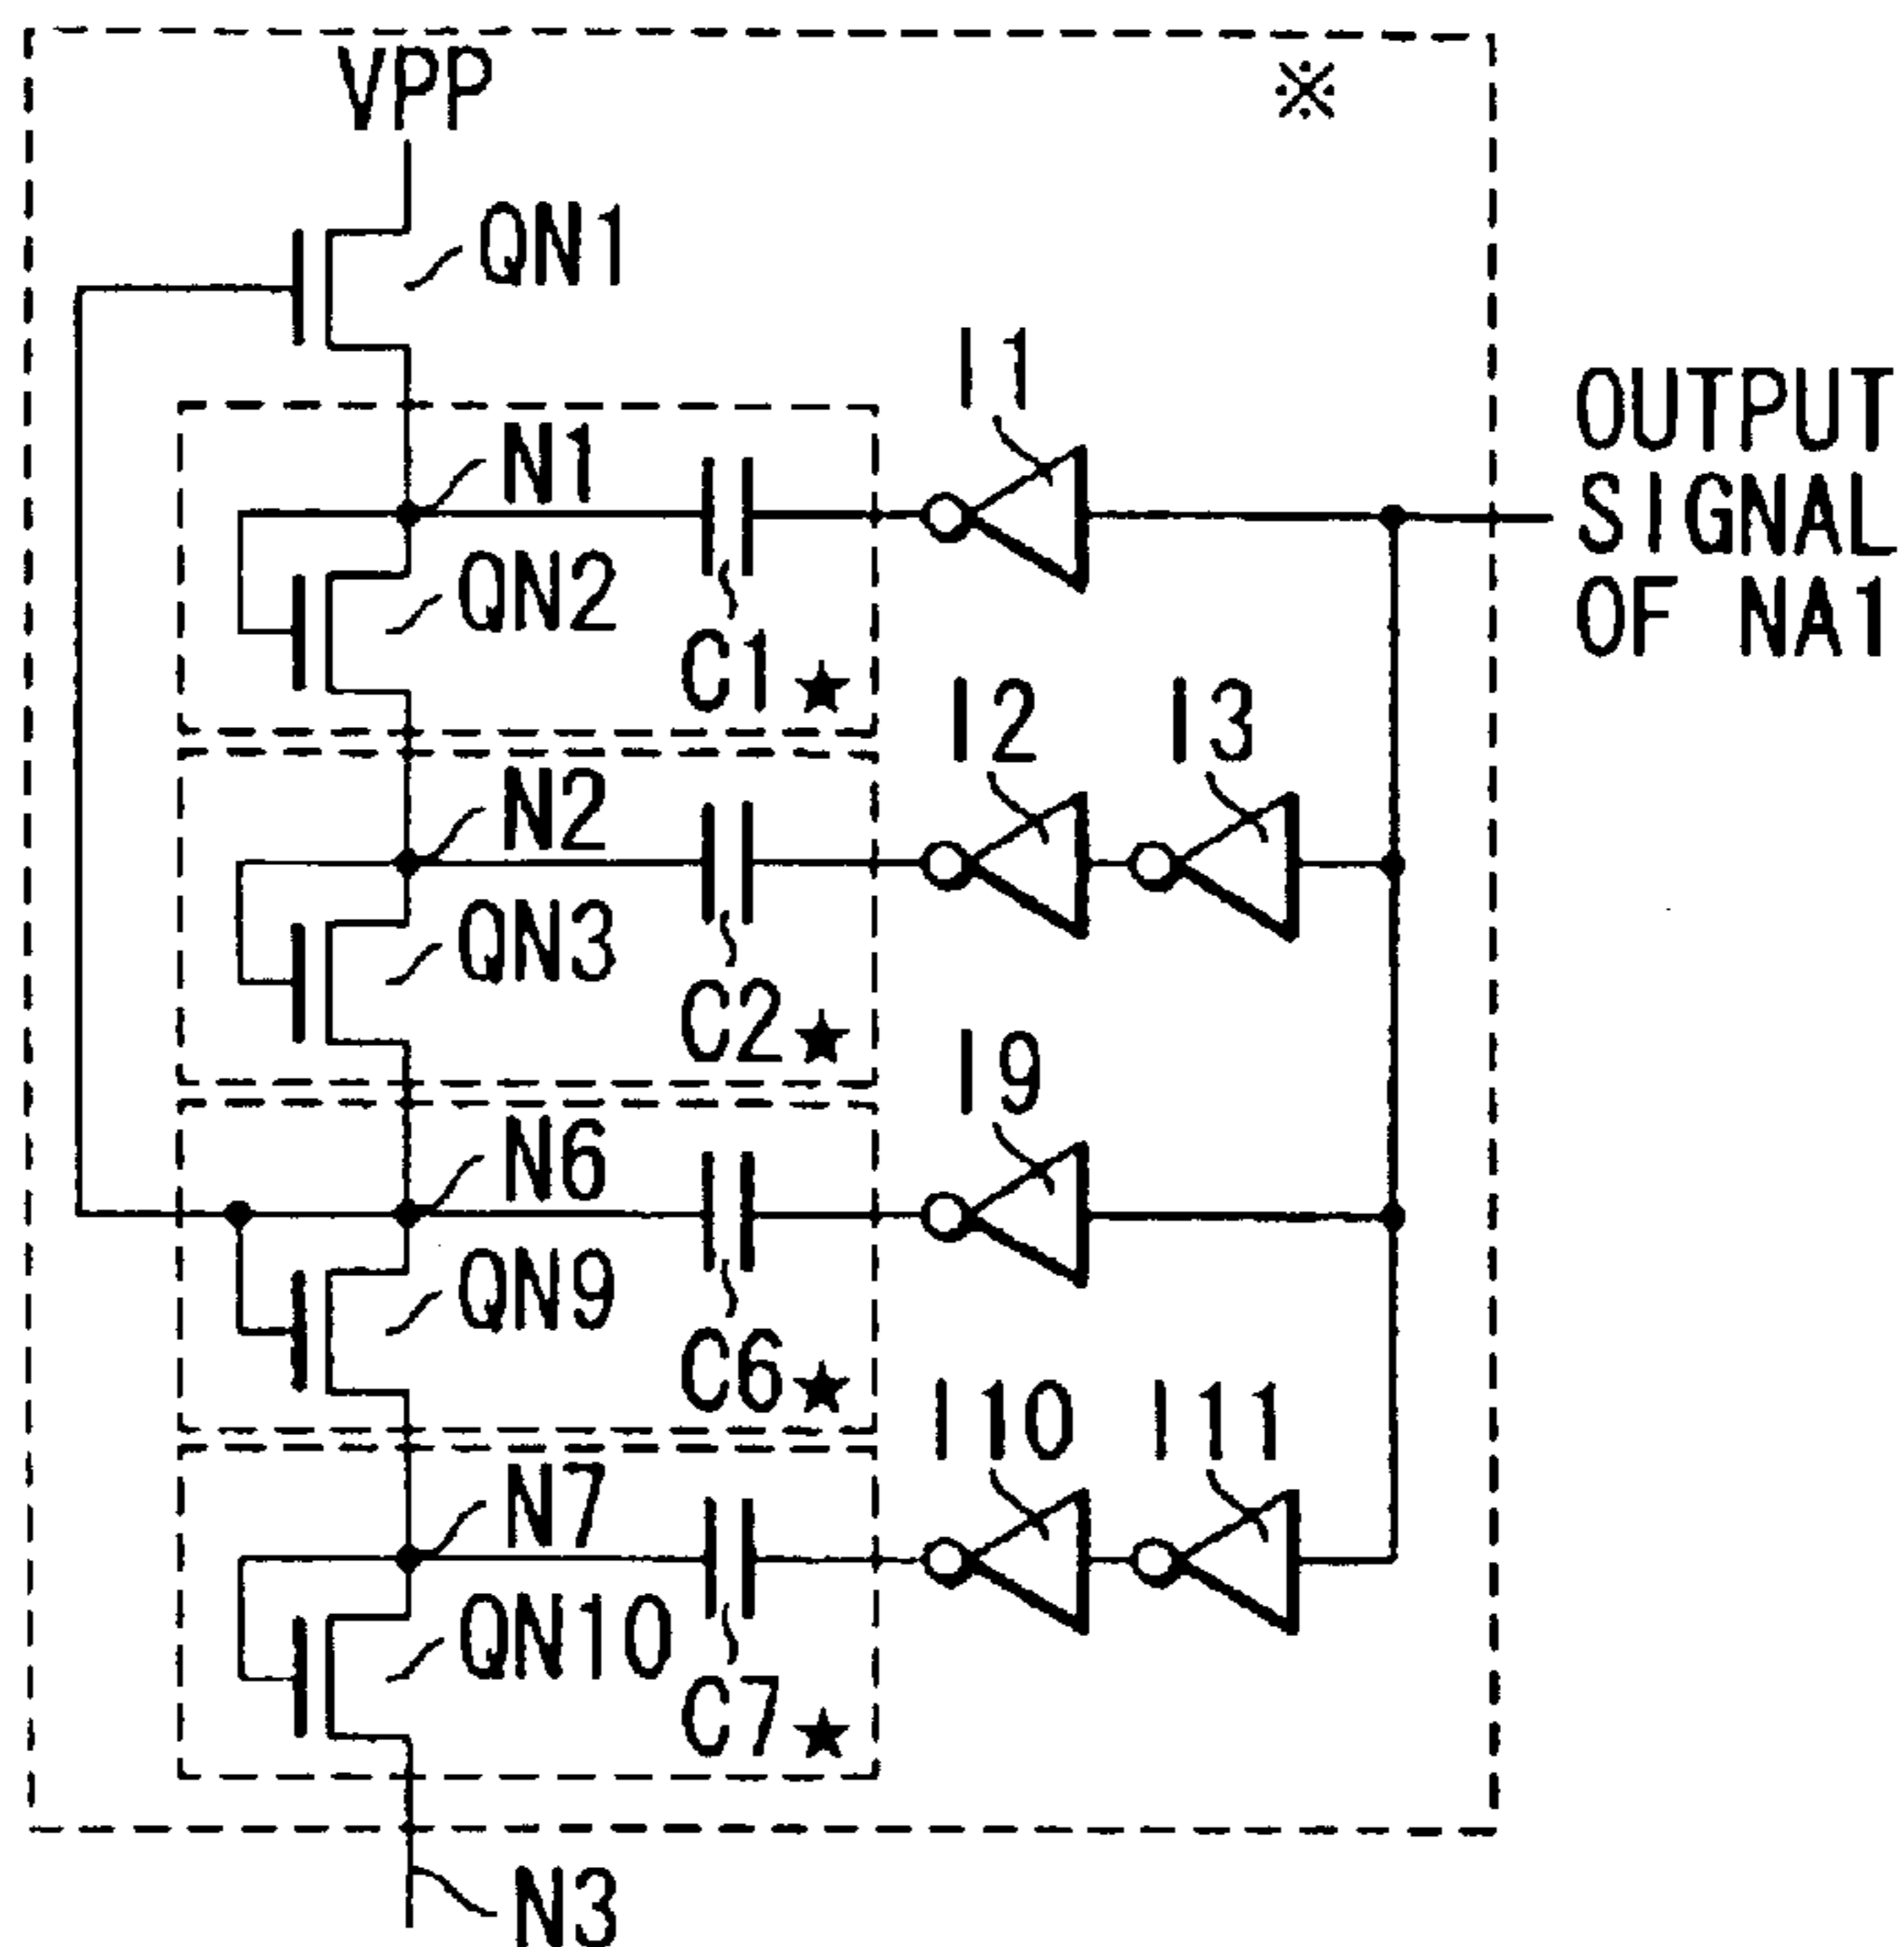 VPP
※
QN1
I1
N1
OUTPUT
SIGNAL
OF NA1
QN2
C1★
I2
I3
N2
QN3
C2★
I9
N6
QN9
C6★
I10
I11
N7
QN10
C7★
N3